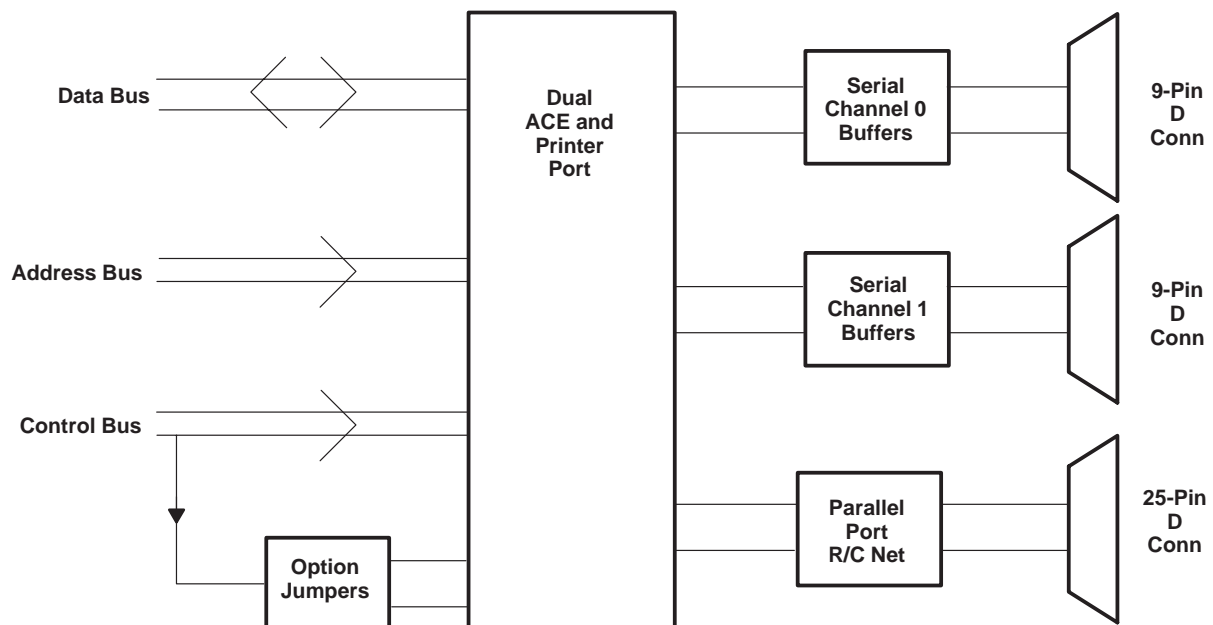 Data Bus
Address Bus
Control Bus
Option
Jumpers
Dual
ACE and
Printer
Port
Serial
Channel 0
Buffers
9-Pin
D
Conn
Serial
Channel 1
Buffers
9-Pin
D
Conn
Parallel
Port
R/C Net
25-Pin
D
Conn